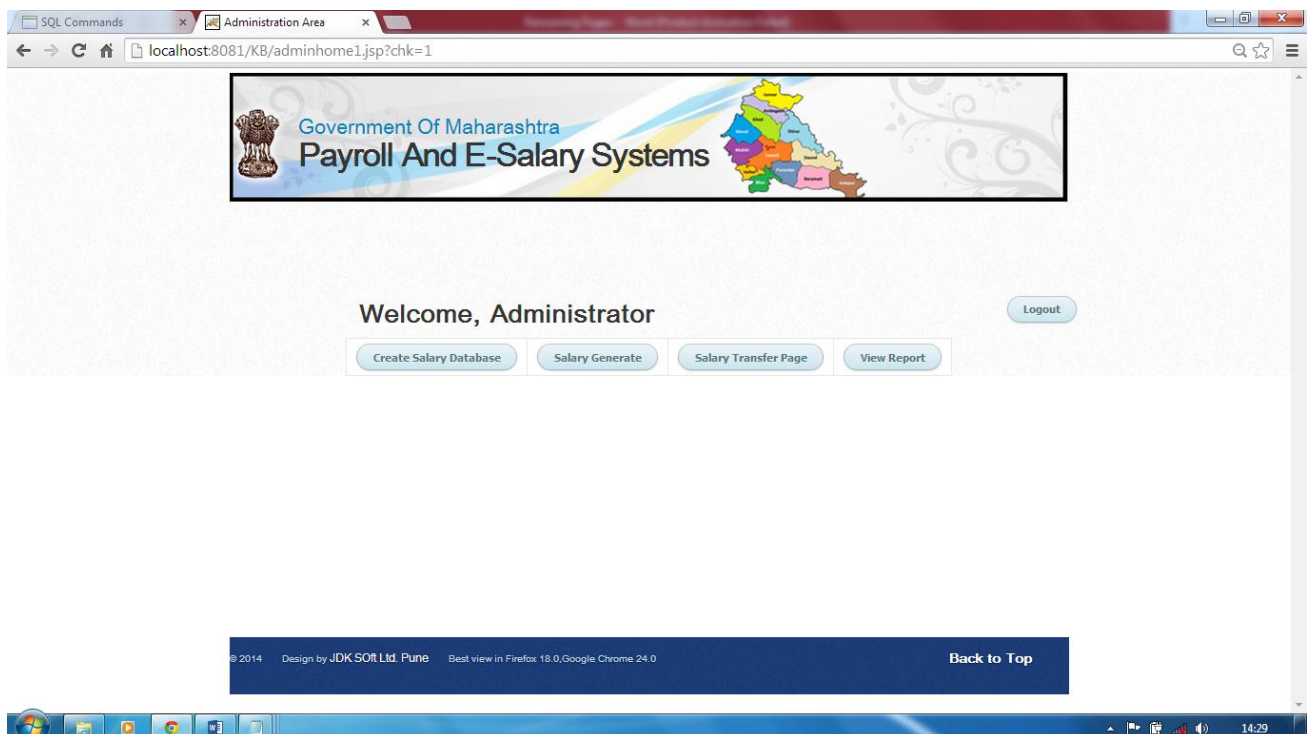 SQL Commands
Administration Area
localhost:8081/KB/adminhome1.jsp?chk=1
Government Of Maharashtra
Payroll And E-Salary Systems
Welcome, Administrator
Logout
Create Salary Database
Salary Generate
Salary Transfer Page
View Report
© 2014 Design by JDK SOft Ltd. Pune Best view in Firefox 18.0,Google Chrome 24.0
Back to Top
14:29